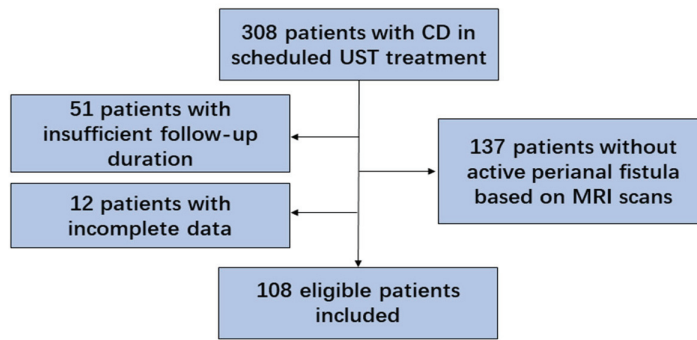 308 patients with CD in
scheduled UST treatment
51 patients with
insufficient follow-up
duration
137 patients without
active perianal fistula
based on MRI scans
12 patients with
incomplete data
108 eligible patients
included